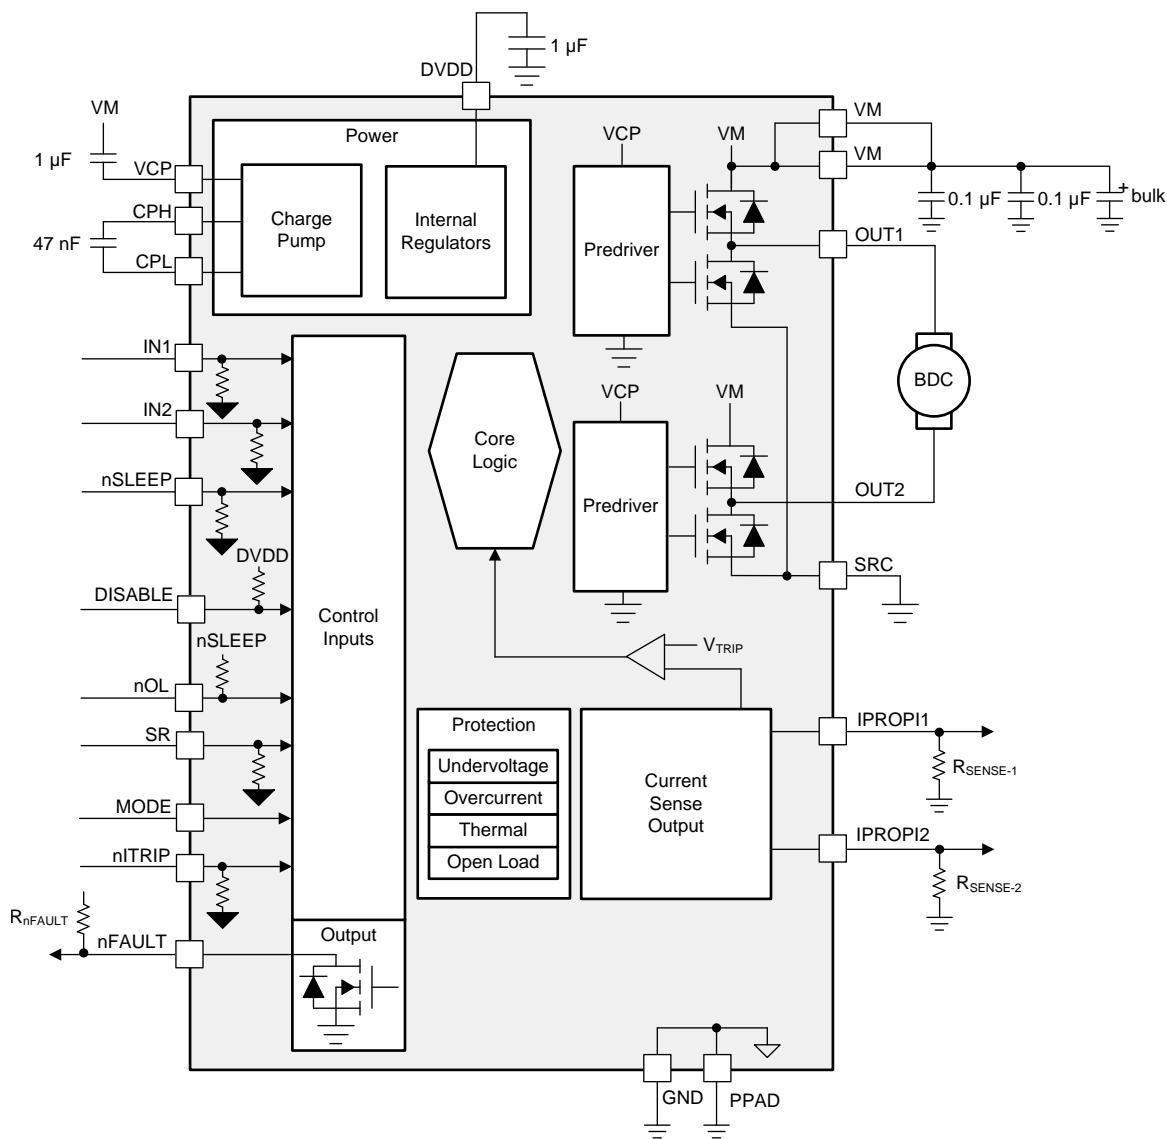 1 µF
DVDD
VM
1 µF
VCP
CPH
47 nF
CPL
Power
Charge
Pump
Internal
Regulators
VCP
VM
Predriver
VM
VM
0.1 µF
0.1 µF
+
bulk
OUT1
BDC
IN1
IN2
nSLEEP
DVDD
DISABLE
nSLEEP
nOL
SR
MODE
nITRIP
RnFAULT
nFAULT
Control
Inputs
Output
Core
Logic
VCP
VM
Predriver
OUT2
SRC
VTRIP
Protection
Undervoltage
Overcurrent
Thermal
Open Load
Current
Sense
Output
IPROPI1
RSENSE-1
IPROPI2
RSENSE-2
GND
PPAD